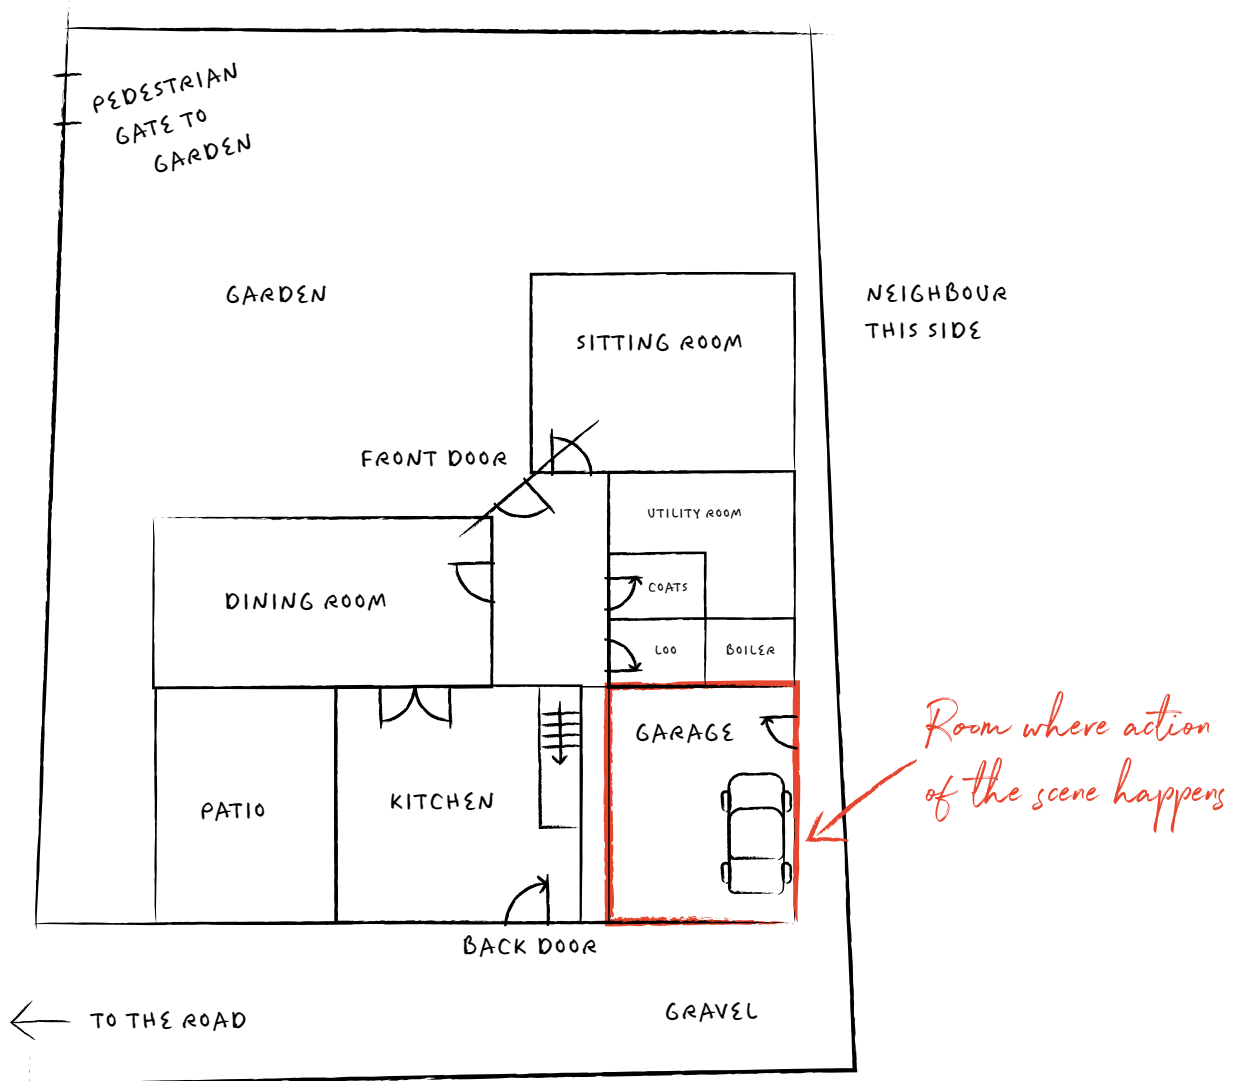 PEDESTRIAN
GATE TO
GARDEN
GARDEN
NEIGHBOUR
THIS SIDE
SITTING ROOM
FRONT DOOR
UTILITY ROOM
COATS
DINING ROOM
LOO
BOILER
GARAGE
Room where action
of the scene happens
KITCHEN
PATIO
BACK DOOR
GRAVEL
TO THE ROAD